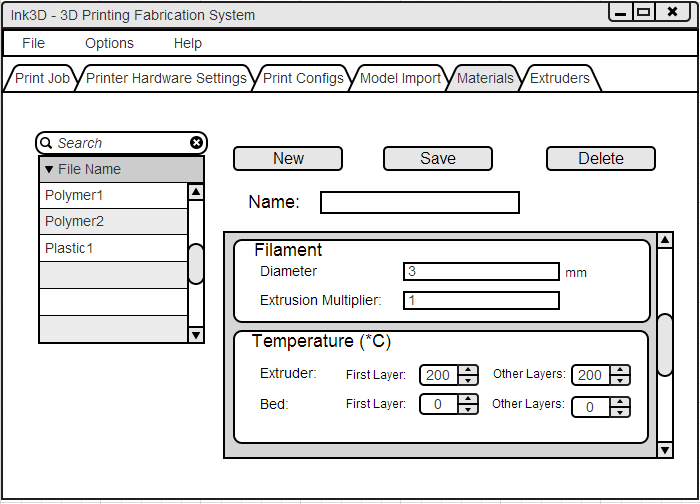 Ink3D - 3D Printing Fabrication System
File Options Help
Print Job Printer Hardware Settings Print Configs Model Import Materials Extruders
Search
New Save Delete
File Name
Polymer1
Polymer2
Plastic1
Name:
Filament
Diameter 3 mm
Extrusion Multiplier: 1
Temperature (*C)
Extruder: First Layer: 200 Other Layers: 200
Bed: First Layer: 0 Other Layers: 0